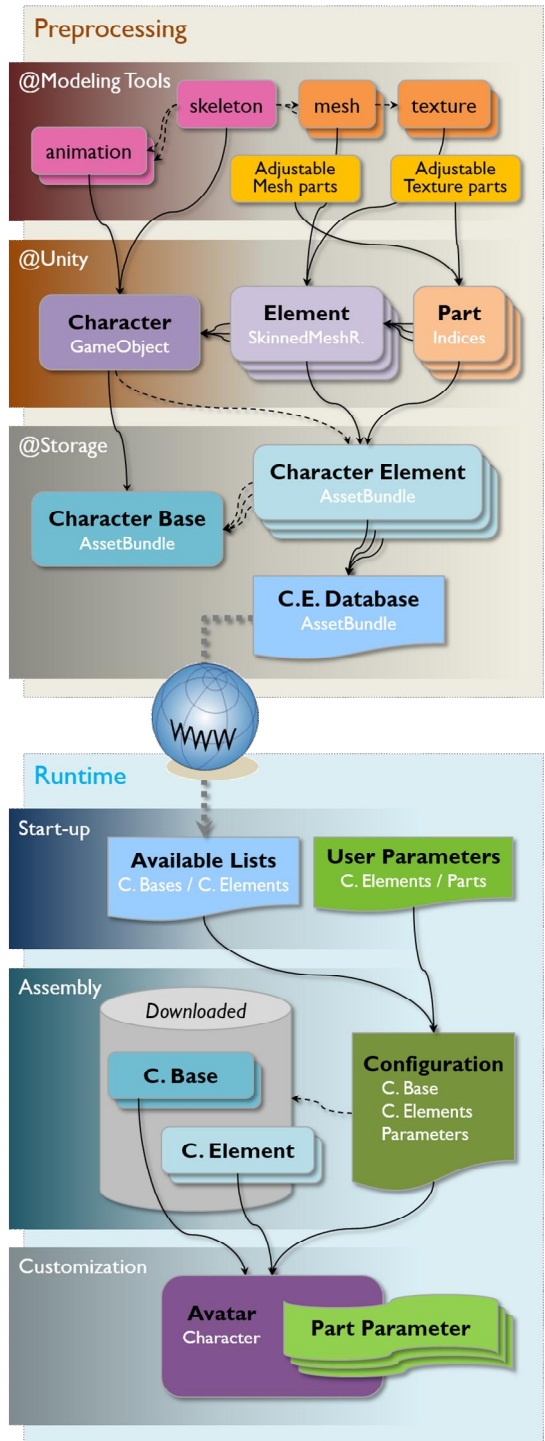 Preprocessing
@Modeling Tools
skeleton
mesh
texture
animation
Adjustable
Mesh parts
Adjustable
Texture parts
@Unity
Character
GameObject
Element
SkinnedMeshR.
Part
Indices
@Storage
Character Element
AssetBundle
Character Base
AssetBundle
C.E. Database
AssetBundle
WWW
Runtime
Start-up
Available Lists
C. Bases / C. Elements
User Parameters
C. Elements / Parts
Assembly
Downloaded
C. Base
C. Element
Configuration
C. Base
C. Elements
Parameters
Customization
Avatar
Character
Part Parameter